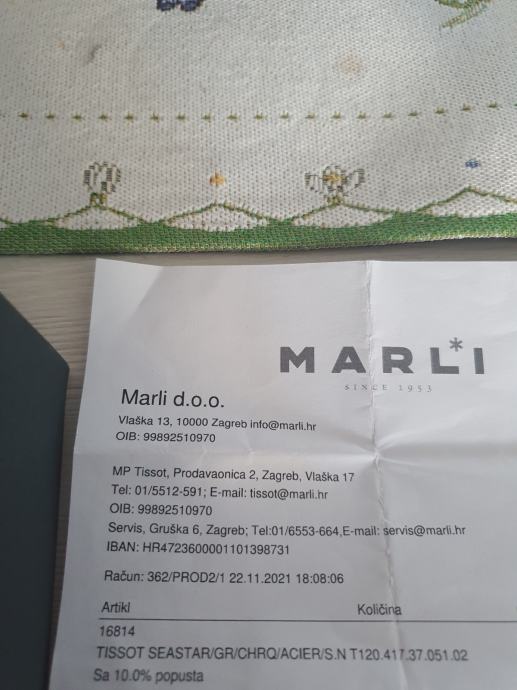 MARL*I
SINCE 1953
Marli d.o.o.
Vlaška 13, 10000 Zagreb info@marli.hr
OIB: 99892510970
MP Tissot, Prodavaonica 2, Zagreb, Vlaška 17
Tel: 01/5512-591; E-mail: tissot@marli.hr
OIB: 99892510970
Servis, Gruška 6, Zagreb; Tel:01/6553-664,E-mail: servis@marli.hr
IBAN: HR4723600001101398731
Račun: 362/PROD2/1 22.11.2021 18:08:06
Artikl Količina
16814
TISSOT SEASTAR/GR/CHRQ/ACIER/S.N T120.417.37.051.02
Sa 10.0% popusta